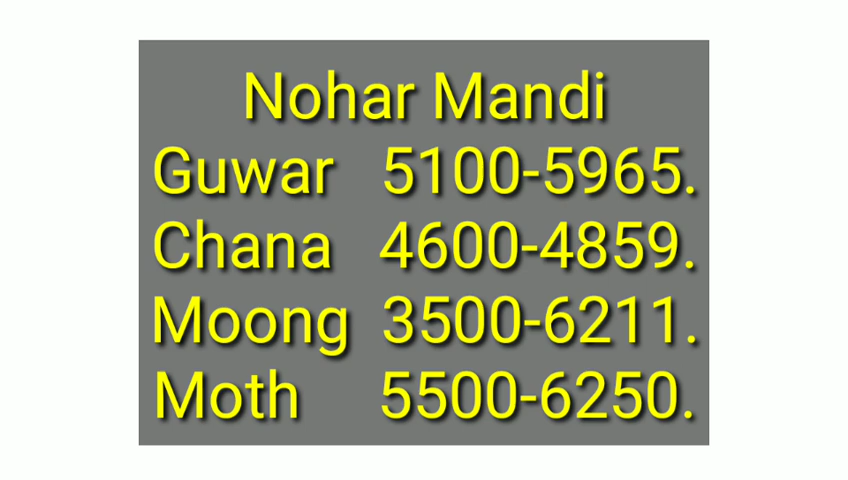 Nohar Mandi
Guwar 5100-5965.
Chana 4600-4859.
Moong 3500-6211.
Moth 5500-6250.